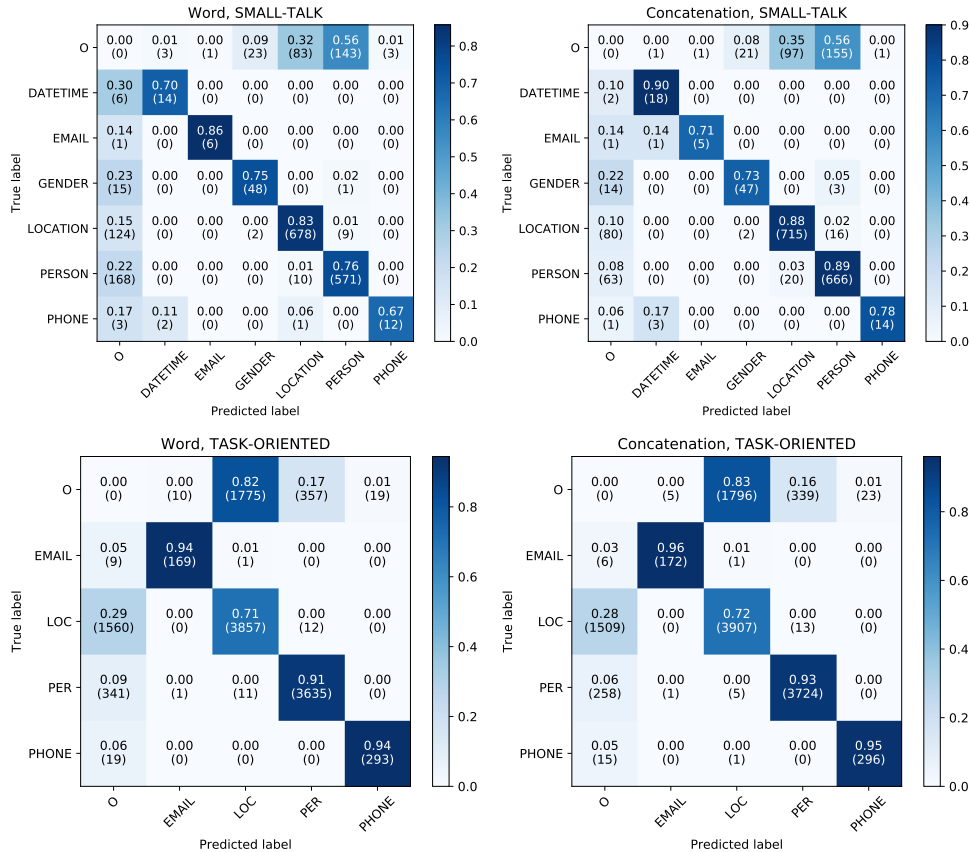 Word, SMALL-TALK
O 0.00 0.01 0.00 0.09 0.32 0.56 0.01
(0) (3) (1) (23) (83) (143) (3)
DATETIME 0.30 0.70 0.00 0.00 0.00 0.00 0.00
(6) (14) (0) (0) (0) (0) (0)
EMAIL 0.14 0.00 0.86 0.00 0.00 0.00 0.00
(1) (0) (6) (0) (0) (0) (0)
GENDER 0.23 0.00 0.00 0.75 0.00 0.02 0.00
(15) (0) (0) (48) (0) (1) (0)
LOCATION 0.15 0.00 0.00 0.00 0.83 0.01 0.00
(124) (0) (0) (2) (678) (9) (0)
PERSON 0.22 0.00 0.00 0.00 0.01 0.76 0.00
(168) (0) (0) (0) (10) (571) (0)
PHONE 0.17 0.11 0.00 0.00 0.06 0.00 0.67
(3) (2) (0) (0) (1) (0) (12)
O DATETIME EMAIL GENDER LOCATION PERSON PHONE
Predicted label
True label
0.8
0.7
0.6
0.5
0.4
0.3
0.2
0.1
0.0
Concatenation, SMALL-TALK
O 0.00 0.00 0.00 0.08 0.35 0.56 0.00
(0) (1) (1) (21) (97) (155) (1)
DATETIME 0.10 0.90 0.00 0.00 0.00 0.00 0.00
(2) (18) (0) (0) (0) (0) (0)
EMAIL 0.14 0.14 0.71 0.00 0.00 0.00 0.00
(1) (1) (5) (0) (0) (0) (0)
GENDER 0.22 0.00 0.00 0.73 0.00 0.05 0.00
(14) (0) (0) (47) (0) (3) (0)
LOCATION 0.10 0.00 0.00 0.00 0.88 0.02 0.00
(80) (0) (0) (2) (715) (16) (0)
PERSON 0.08 0.00 0.00 0.00 0.03 0.89 0.00
(63) (0) (0) (0) (20) (666) (0)
PHONE 0.06 0.17 0.00 0.00 0.00 0.00 0.78
(1) (3) (0) (0) (0) (0) (14)
O DATETIME EMAIL GENDER LOCATION PERSON PHONE
Predicted label
True label
0.9
0.8
0.7
0.6
0.5
0.4
0.3
0.2
0.1
0.0
Word, TASK-ORIENTED
O 0.00 0.00 0.82 0.17 0.01
(0) (10) (1775) (357) (19)
EMAIL 0.05 0.94 0.01 0.00 0.00
(9) (169) (1) (0) (0)
LOC 0.29 0.00 0.71 0.00 0.00
(1560) (0) (3857) (12) (0)
PER 0.09 0.00 0.00 0.91 0.00
(341) (1) (11) (3635) (0)
PHONE 0.06 0.00 0.00 0.00 0.94
(19) (0) (0) (0) (293)
O EMAIL LOC PER PHONE
Predicted label
True label
0.8
0.6
0.4
0.2
0.0
Concatenation, TASK-ORIENTED
O 0.00 0.00 0.83 0.16 0.01
(0) (5) (1796) (339) (23)
EMAIL 0.03 0.96 0.01 0.00 0.00
(6) (172) (1) (0) (0)
LOC 0.28 0.00 0.72 0.00 0.00
(1509) (0) (3907) (13) (0)
PER 0.06 0.00 0.00 0.93 0.00
(258) (1) (5) (3724) (0)
PHONE 0.05 0.00 0.00 0.00 0.95
(15) (0) (1) (0) (296)
O EMAIL LOC PER PHONE
Predicted label
True label
0.8
0.6
0.4
0.2
0.0